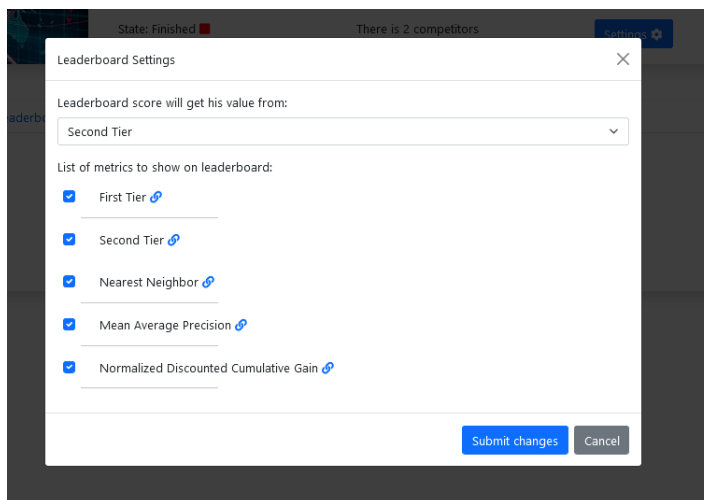 State: Finished
There is 2 competitors
Settings
Leaderboard Settings
Leaderboard score will get his value from:
Second Tier
List of metrics to show on leaderboard:
First Tier
Second Tier
Nearest Neighbor
Mean Average Precision
Normalized Discounted Cumulative Gain
Submit changes
Cancel